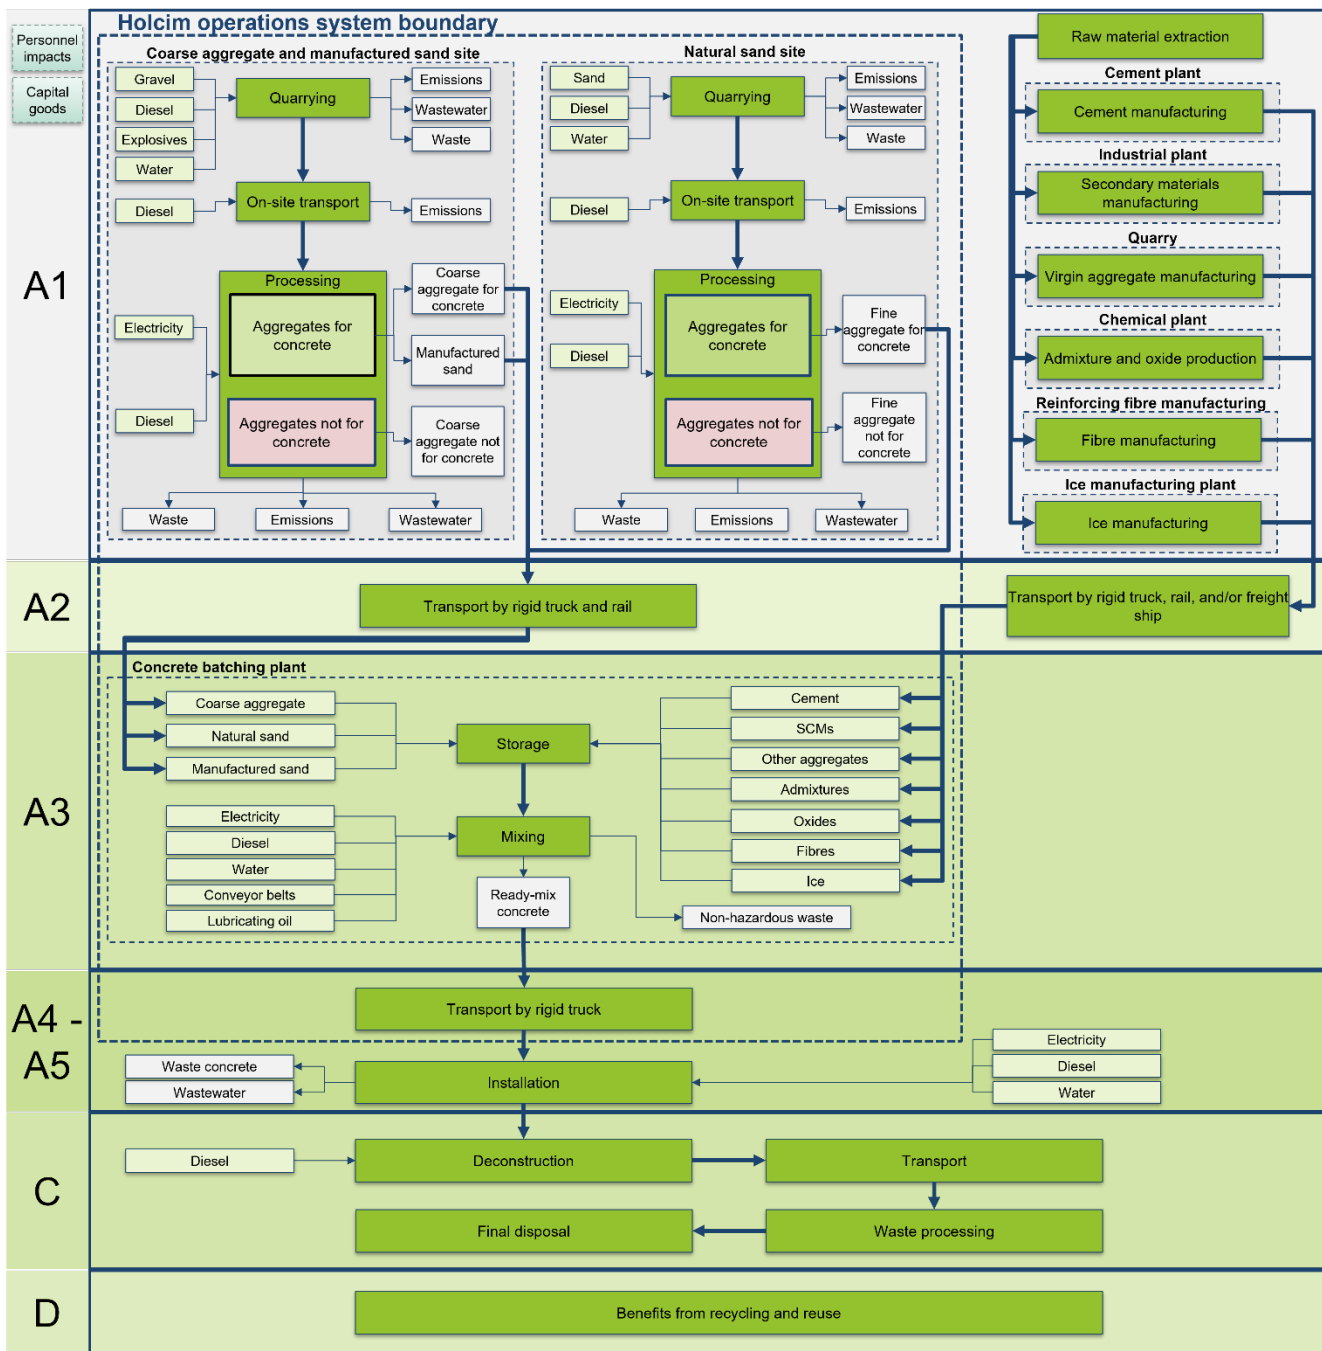 Personnel
impacts
Capital
goods
Holcim operations system boundary
A1
Coarse aggregate and manufactured sand site
Gravel
Diesel
Explosives
Water
Quarrying
Emissions
Wastewater
Waste
Diesel
On-site transport
Emissions
Electricity
Diesel
Processing
Aggregates for
concrete
Aggregates not for
concrete
Coarse
aggregate for
concrete
Manufactured
sand
Coarse
aggregate not
for concrete
Waste
Emissions
Wastewater
Natural sand site
Sand
Diesel
Water
Quarrying
Emissions
Wastewater
Waste
Diesel
On-site transport
Emissions
Electricity
Diesel
Processing
Aggregates for
concrete
Aggregates not for
concrete
Fine
aggregate for
concrete
Fine
aggregate
not for
concrete
Waste
Emissions
Wastewater
Raw material extraction
Cement plant
Cement manufacturing
Industrial plant
Secondary materials
manufacturing
Quarry
Virgin aggregate manufacturing
Chemical plant
Admixture and oxide production
Reinforcing fibre manufacturing
Fibre manufacturing
Ice manufacturing plant
Ice manufacturing
A2
Transport by rigid truck and rail
Transport by rigid truck, rail, and/or freight
ship
A3
Concrete batching plant
Coarse aggregate
Natural sand
Manufactured sand
Electricity
Diesel
Water
Conveyor belts
Lubricating oil
Storage
Mixing
Ready-mix
concrete
Cement
SCMs
Other aggregates
Admixtures
Oxides
Fibres
Ice
Non-hazardous waste
A4 -
A5
Transport by rigid truck
Waste concrete
Wastewater
Installation
Electricity
Diesel
Water
C
Diesel
Deconstruction
Transport
Final disposal
Waste processing
D
Benefits from recycling and reuse